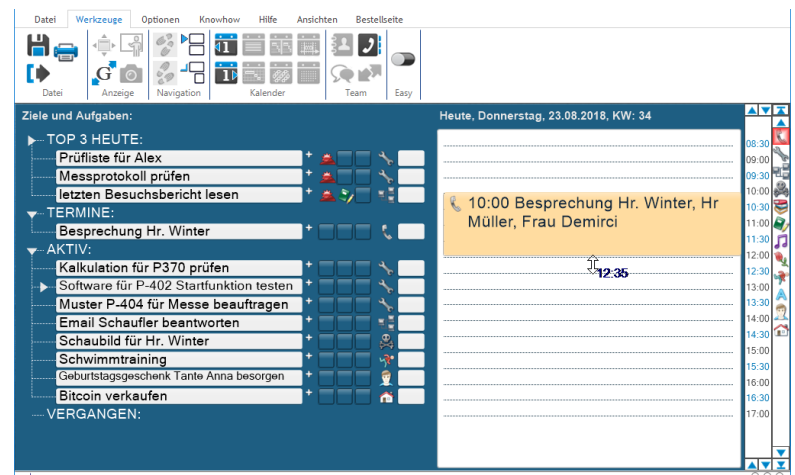 Datei Werkzeuge Optionen Knowhow Hilfe Ansichten Bestellseite
1
G 1
Datei Anzeige Navigation Kalender Team Easy
Ziele und Aufgaben:
TOP 3 HEUTE:
Prüfliste für Alex
Messprotokoll prüfen
letzten Besuchsbericht lesen
TERMINE:
Besprechung Hr. Winter
AKTIV:
Kalkulation für P370 prüfen
Software für P-402 Startfunktion testen
Muster P-404 für Messe beauftragen
Email Schaufler beantworten
Schaubild für Hr. Winter
Schwimmtraining
Geburtstagsgeschenk Tante Anna besorgen
Bitcoin verkaufen
VERGANGEN:
Heute, Donnerstag, 23.08.2018, KW: 34
10:00 Besprechung Hr. Winter, Hr
Müller, Frau Demirci
12:35
08:30
09:00
09:30
10:00
10:30
11:00
11:30
12:00
12:30
13:00
13:30
14:00
14:30
15:00
15:30
16:00
16:30
17:00